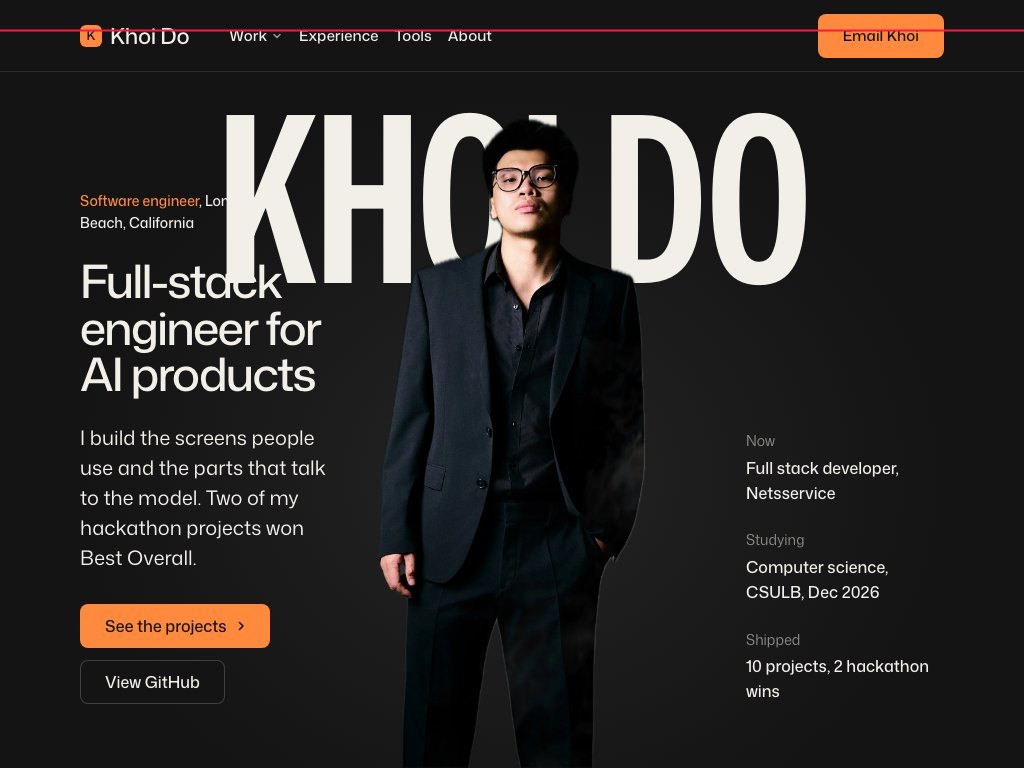 K Khoi Do Work Experience Tools About Email Khoi
KHOI DO
Software engineer,
Beach, California
Full-stack
engineer for
AI products
I build the screens people
use and the parts that talk
to the model. Two of my
hackathon projects won
Best Overall.
See the projects
View GitHub
Now
Full stack developer,
Netsservice
Studying
Computer science,
CSULB, Dec 2026
Shipped
10 projects, 2 hackathon
wins